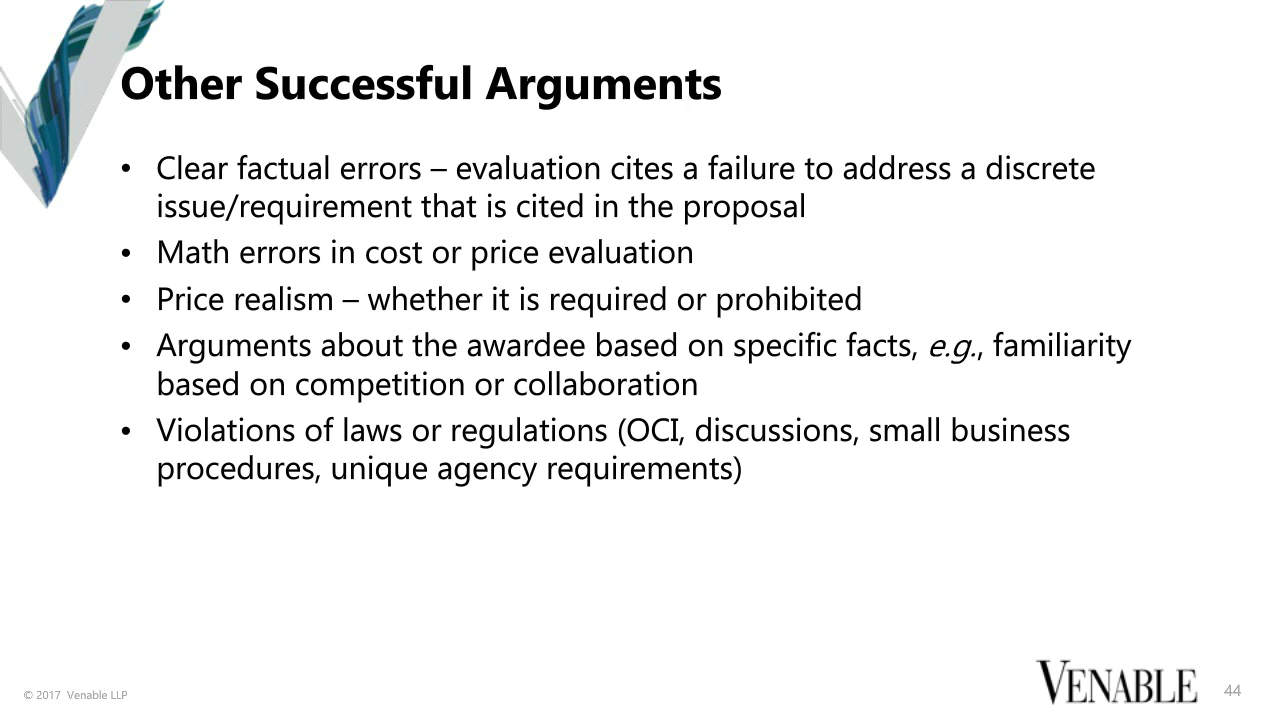 Other Successful Arguments
• Clear factual errors – evaluation cites a failure to address a discrete
issue/requirement that is cited in the proposal
• Math errors in cost or price evaluation
• Price realism – whether it is required or prohibited
• Arguments about the awardee based on specific facts, e.g., familiarity
based on competition or collaboration
• Violations of laws or regulations (OCI, discussions, small business
procedures, unique agency requirements)
© 2017 Venable LLP
VENABLE
44